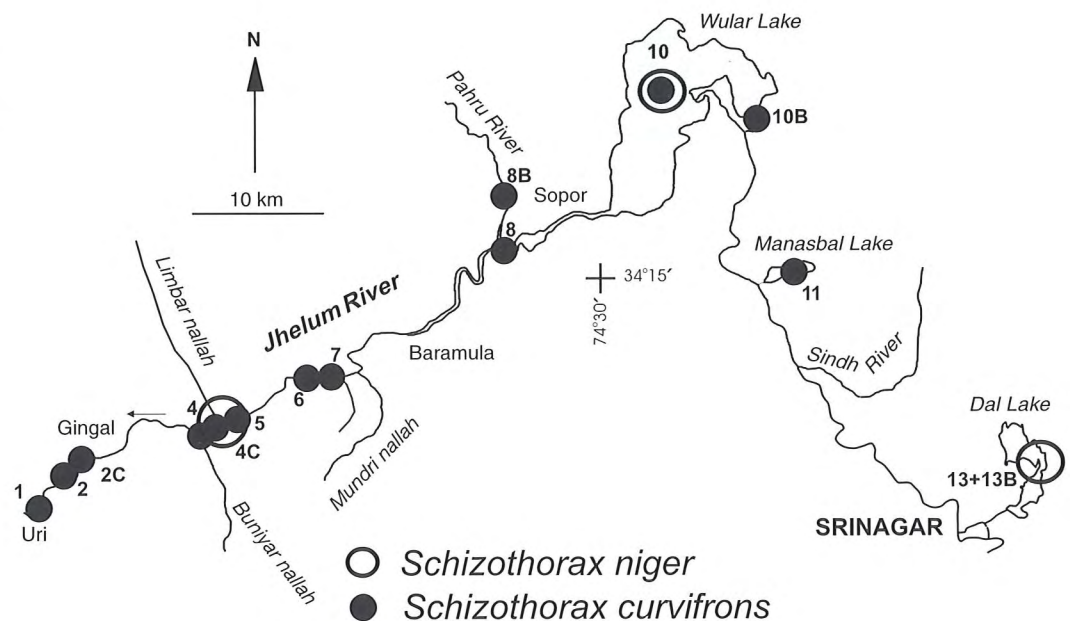 Wular Lake
N
10
Pahru River
10B
8B
Sopor
10 km
8
Manasbal Lake
Limbar nallah
34°15′
74°30′
11
Jhelum River
Baramula
7
6
Sindh River
4
5
Dal Lake
Gingal
4C
Mundri nallah
2C
2
1
13+13B
Uri
Buniyar nallah
SRINAGAR
Schizothorax niger
Schizothorax curvifrons